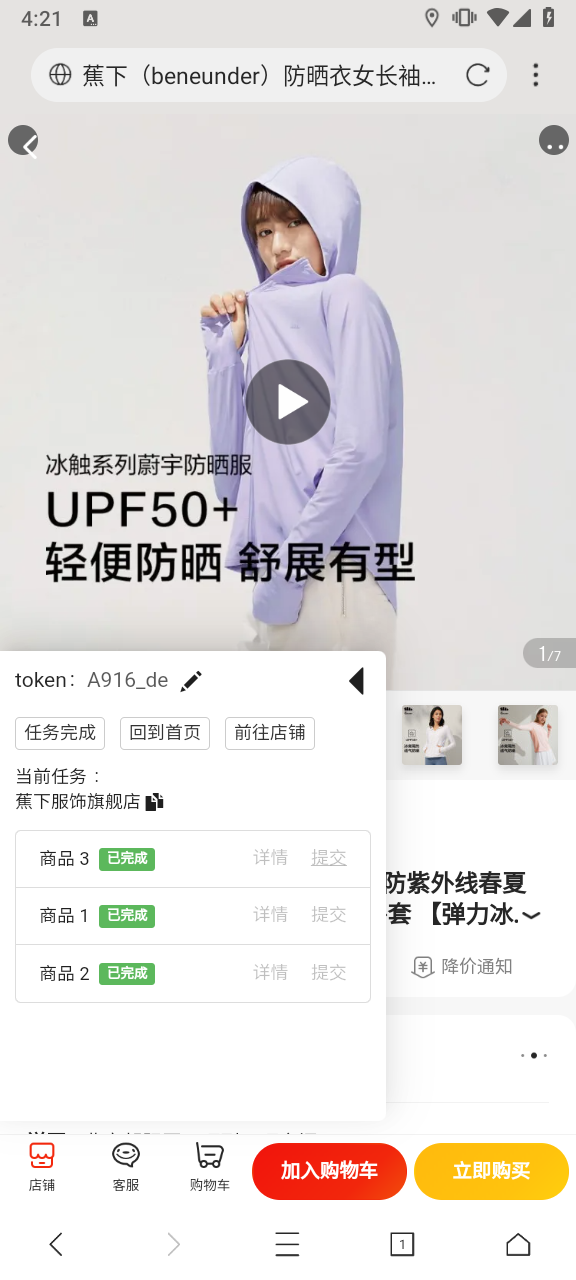 4:21
A
蕉下（beneunder）防晒衣女长袖...
冰触系列蔚宇防晒服
UPF50+
轻便防晒 舒展有型
1/7
token： A916_de
任务完成 回到首页 前往店铺
当前任务：
蕉下服饰旗舰店
商品 3 已完成 详情 提交
商品 1 已完成 详情 提交
商品 2 已完成 详情 提交
防紫外线春夏
套 【弹力冰.
降价通知
店铺
客服
购物车
加入购物车
立即购买
1